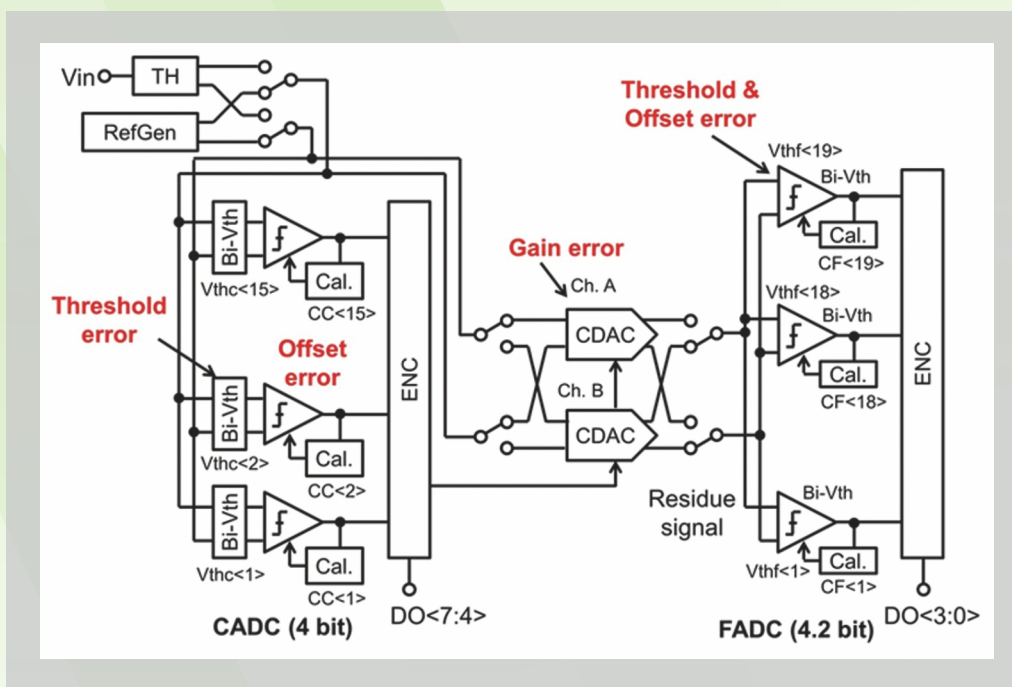 Vin
TH
RefGen
Threshold &
Offset error
Vthf<19>
Bi-Vth
Cal.
CF<19>
Bi-Vth
Vthc<15>
Cal.
CC<15>
Gain error
Ch. A
CDAC
Vthf<18>
Bi-Vth
Cal.
CF<18>
Threshold
error
Offset
error
ENC
ENC
Ch. B
CDAC
Bi-Vth
Vthc<2>
Cal.
CC<2>
Residue
signal
Bi-Vth
Vthf<1>
Cal.
CF<1>
Bi-Vth
Vthc<1>
Cal.
CC<1>
DO<7:4>
DO<3:0>
CADC (4 bit)
FADC (4.2 bit)